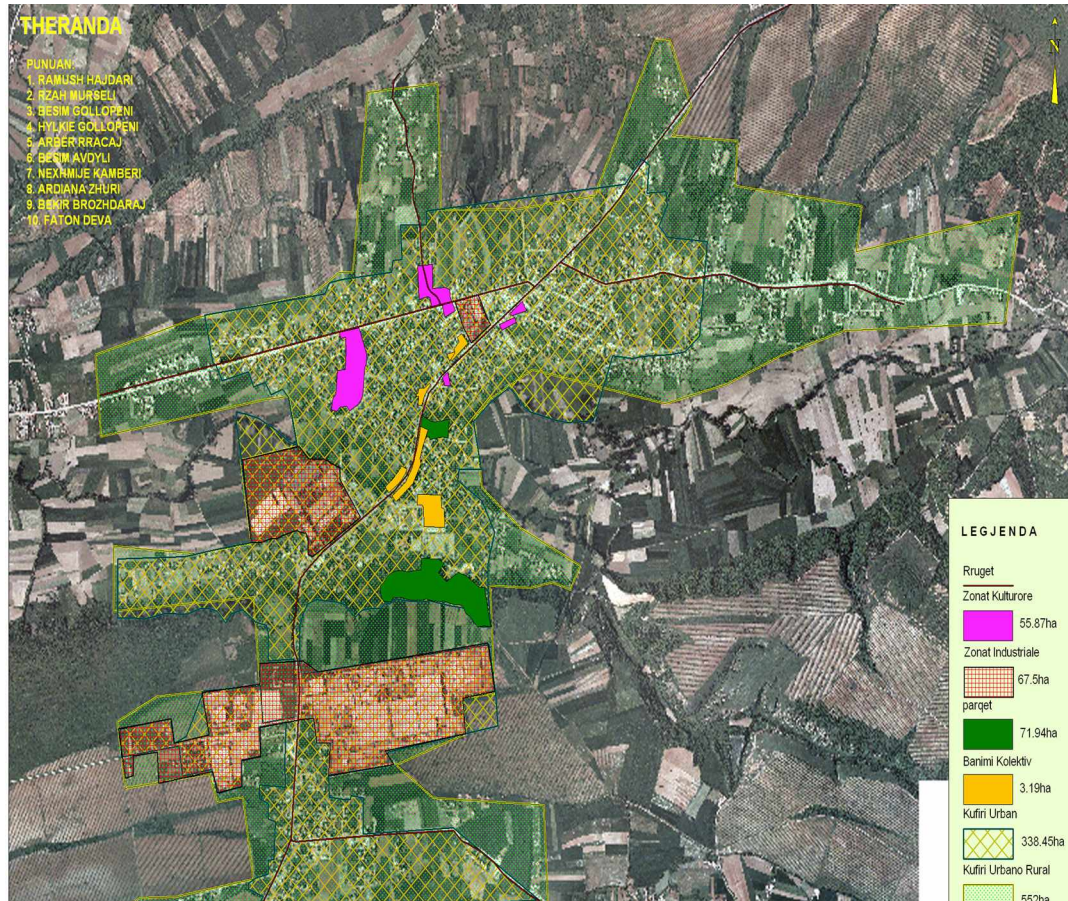 THERANDA
PUNUAN:
1. RAMUSH HAJDARI
2. RZAH MURSELI
3. BESIM GOLLOPENI
4. HYLKIE GOLLOPENI
5. ARBER RRACAJ
6. BESIM AVDYLI
7. NEXHMIJE KAMBERI
8. ARDIANA ZHURI
9. BEKIR BROZHDARAJ
10. FATON DEVA
N
LEGJENDA
Rruget
Zonat Kulturore
55.87ha
Zonat Industriale
67.5ha
parqet
71.94ha
Banimi Kolektiv
3.19ha
Kufiri Urban
338.45ha
Kufiri Urbano Rural
552ha